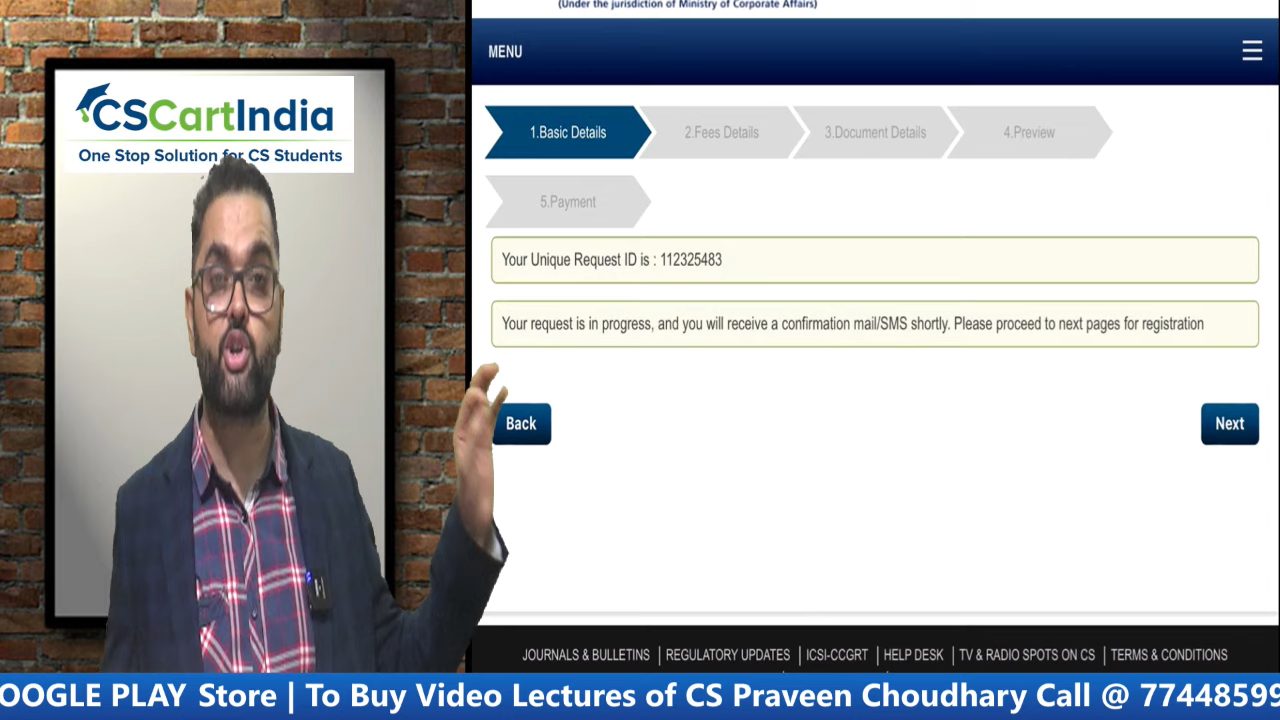 CSCartIndia
One Stop Solution for CS Students
(Under the jurisdiction of Ministry of Corporate Affairs)
MENU
1.Basic Details
2.Fees Details
3.Document Details
4.Preview
5.Payment
Your Unique Request ID is : 112325483
Your request is in progress, and you will receive a confirmation mail/SMS shortly. Please proceed to next pages for registration
Back
Next
JOURNALS & BULLETINS | REGULATORY UPDATES | ICSI-CCGRT | HELP DESK | TV & RADIO SPOTS ON CS | TERMS & CONDITIONS
OOGLE PLAY Store | To Buy Video Lectures of CS Praveen Choudhary Call @ 77448599